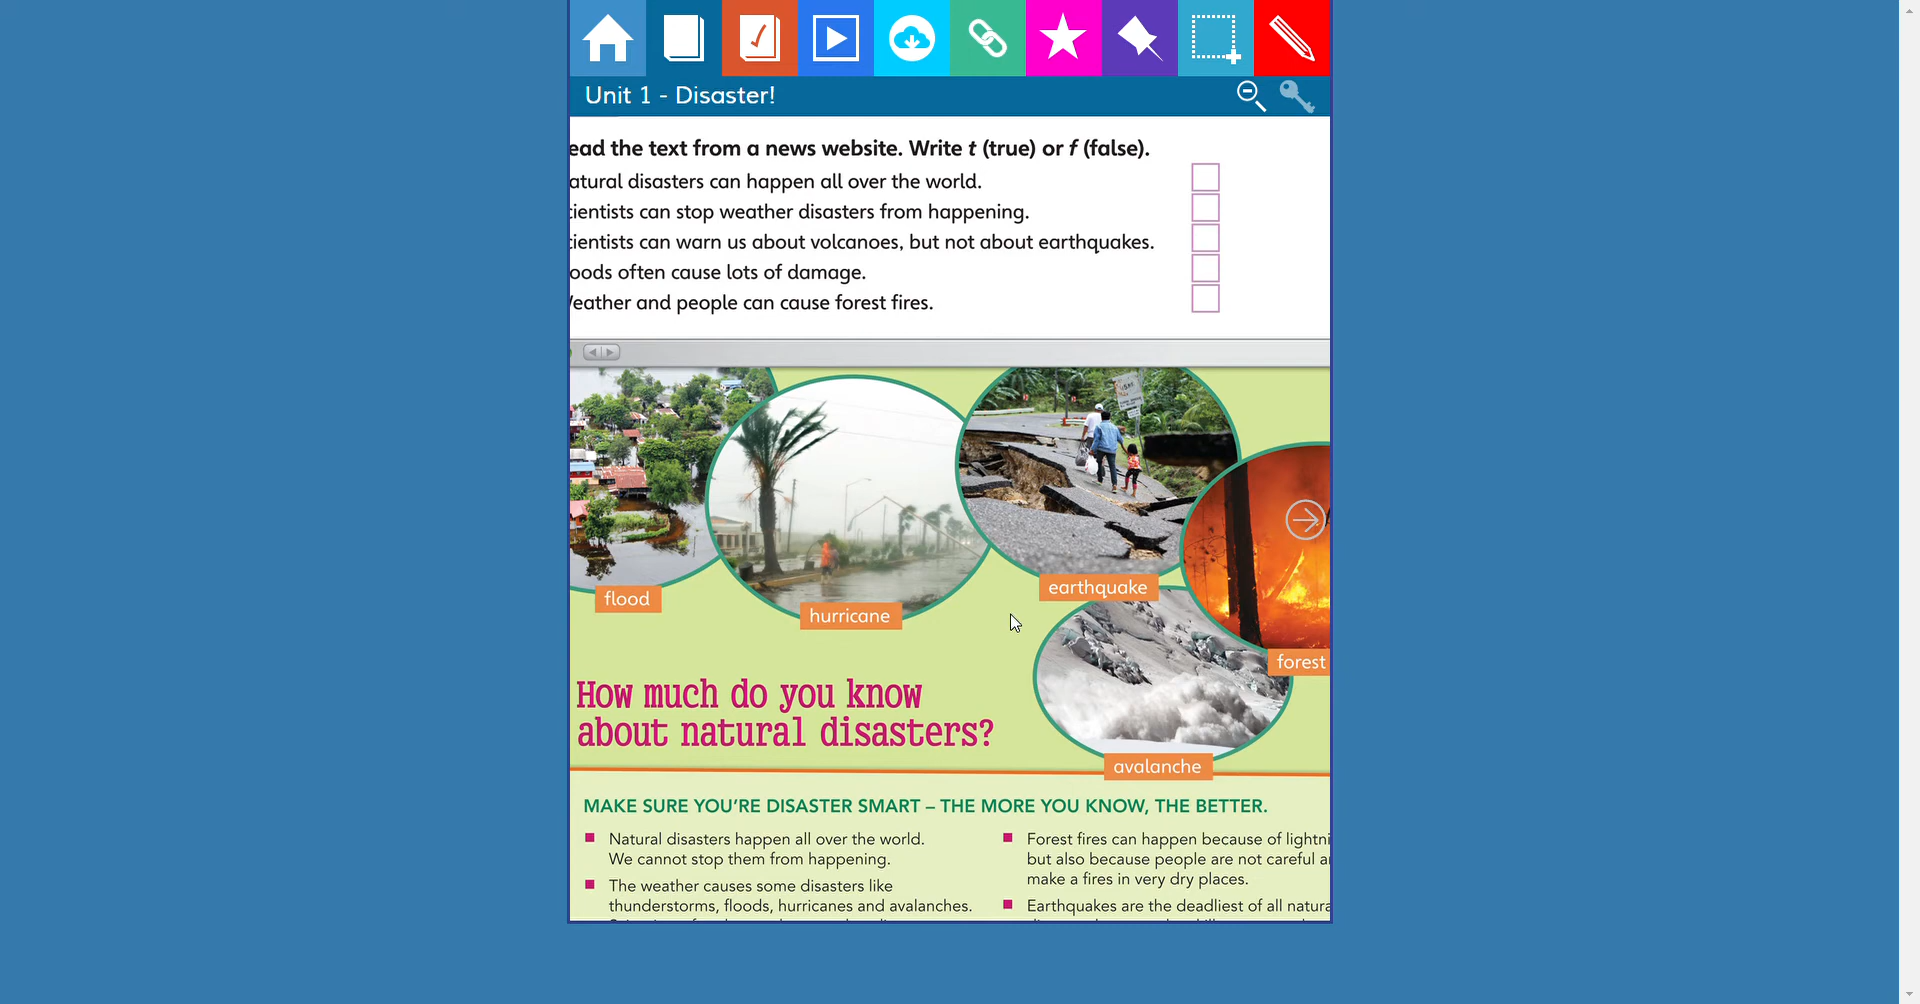 Unit 1 - Disaster!
ead the text from a news website. Write t (true) or f (false).
atural disasters can happen all over the world.
cientists can stop weather disasters from happening.
cientists can warn us about volcanoes, but not about earthquakes.
oods often cause lots of damage.
eather and people can cause forest fires.
flood
hurricane
earthquake
forest
avalanche
How much do you know
about natural disasters?
MAKE SURE YOU'RE DISASTER SMART – THE MORE YOU KNOW, THE BETTER.
Natural disasters happen all over the world.
We cannot stop them from happening.
The weather causes some disasters like
thunderstorms, floods, hurricanes and avalanches.
Forest fires can happen because of lightni
but also because people are not careful a
make a fires in very dry places.
Earthquakes are the deadliest of all natura